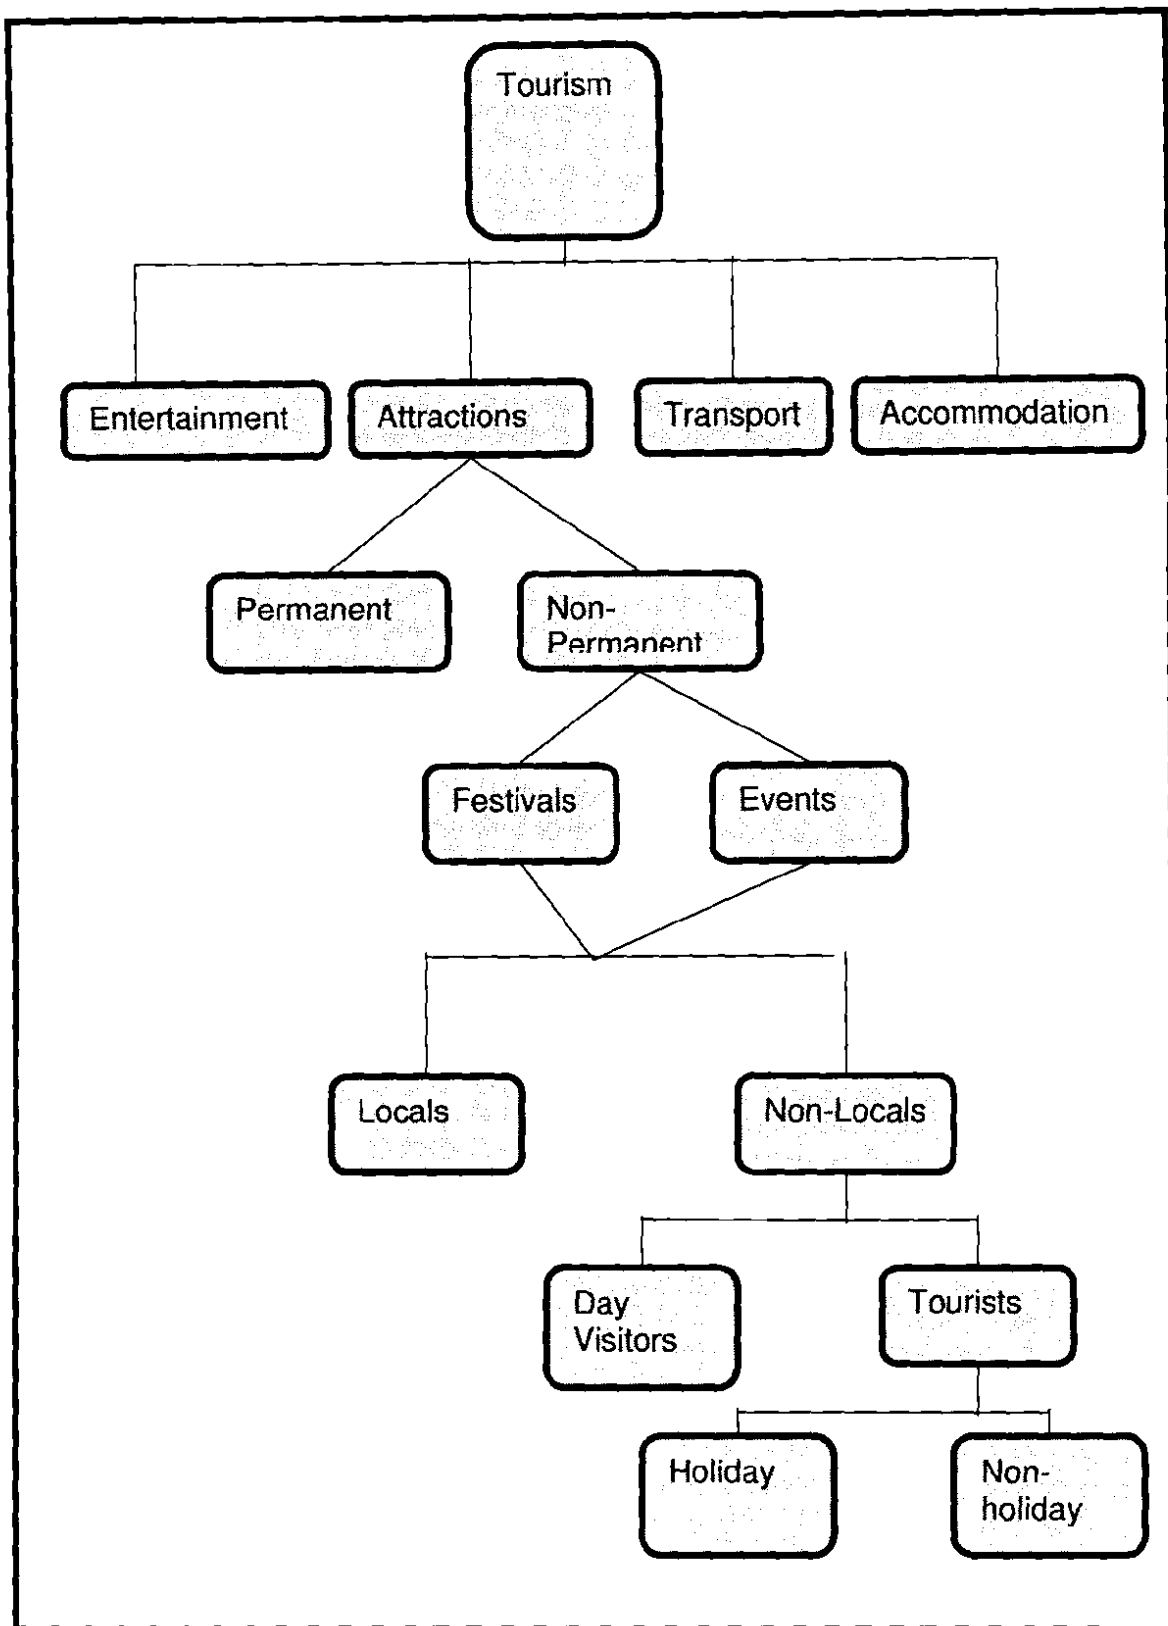 Tourism
Entertainment
Attractions
Transport
Accommodation
Permanent
Non-
Permanent
Festivals
Events
Locals
Non-Locals
Day
Visitors
Tourists
Holiday
Non-
holiday